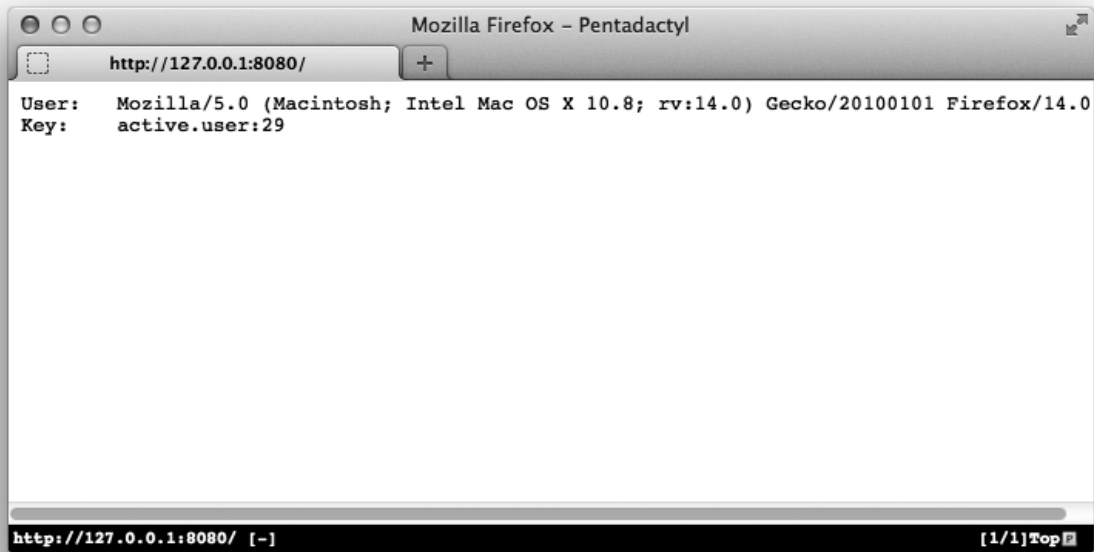 Mozilla Firefox – Pentadactyl
http://127.0.0.1:8080/
User: Mozilla/5.0 (Macintosh; Intel Mac OS X 10.8; rv:14.0) Gecko/20100101 Firefox/14.0
Key: active.user:29
http://127.0.0.1:8080/ [-] [1/1]Top P